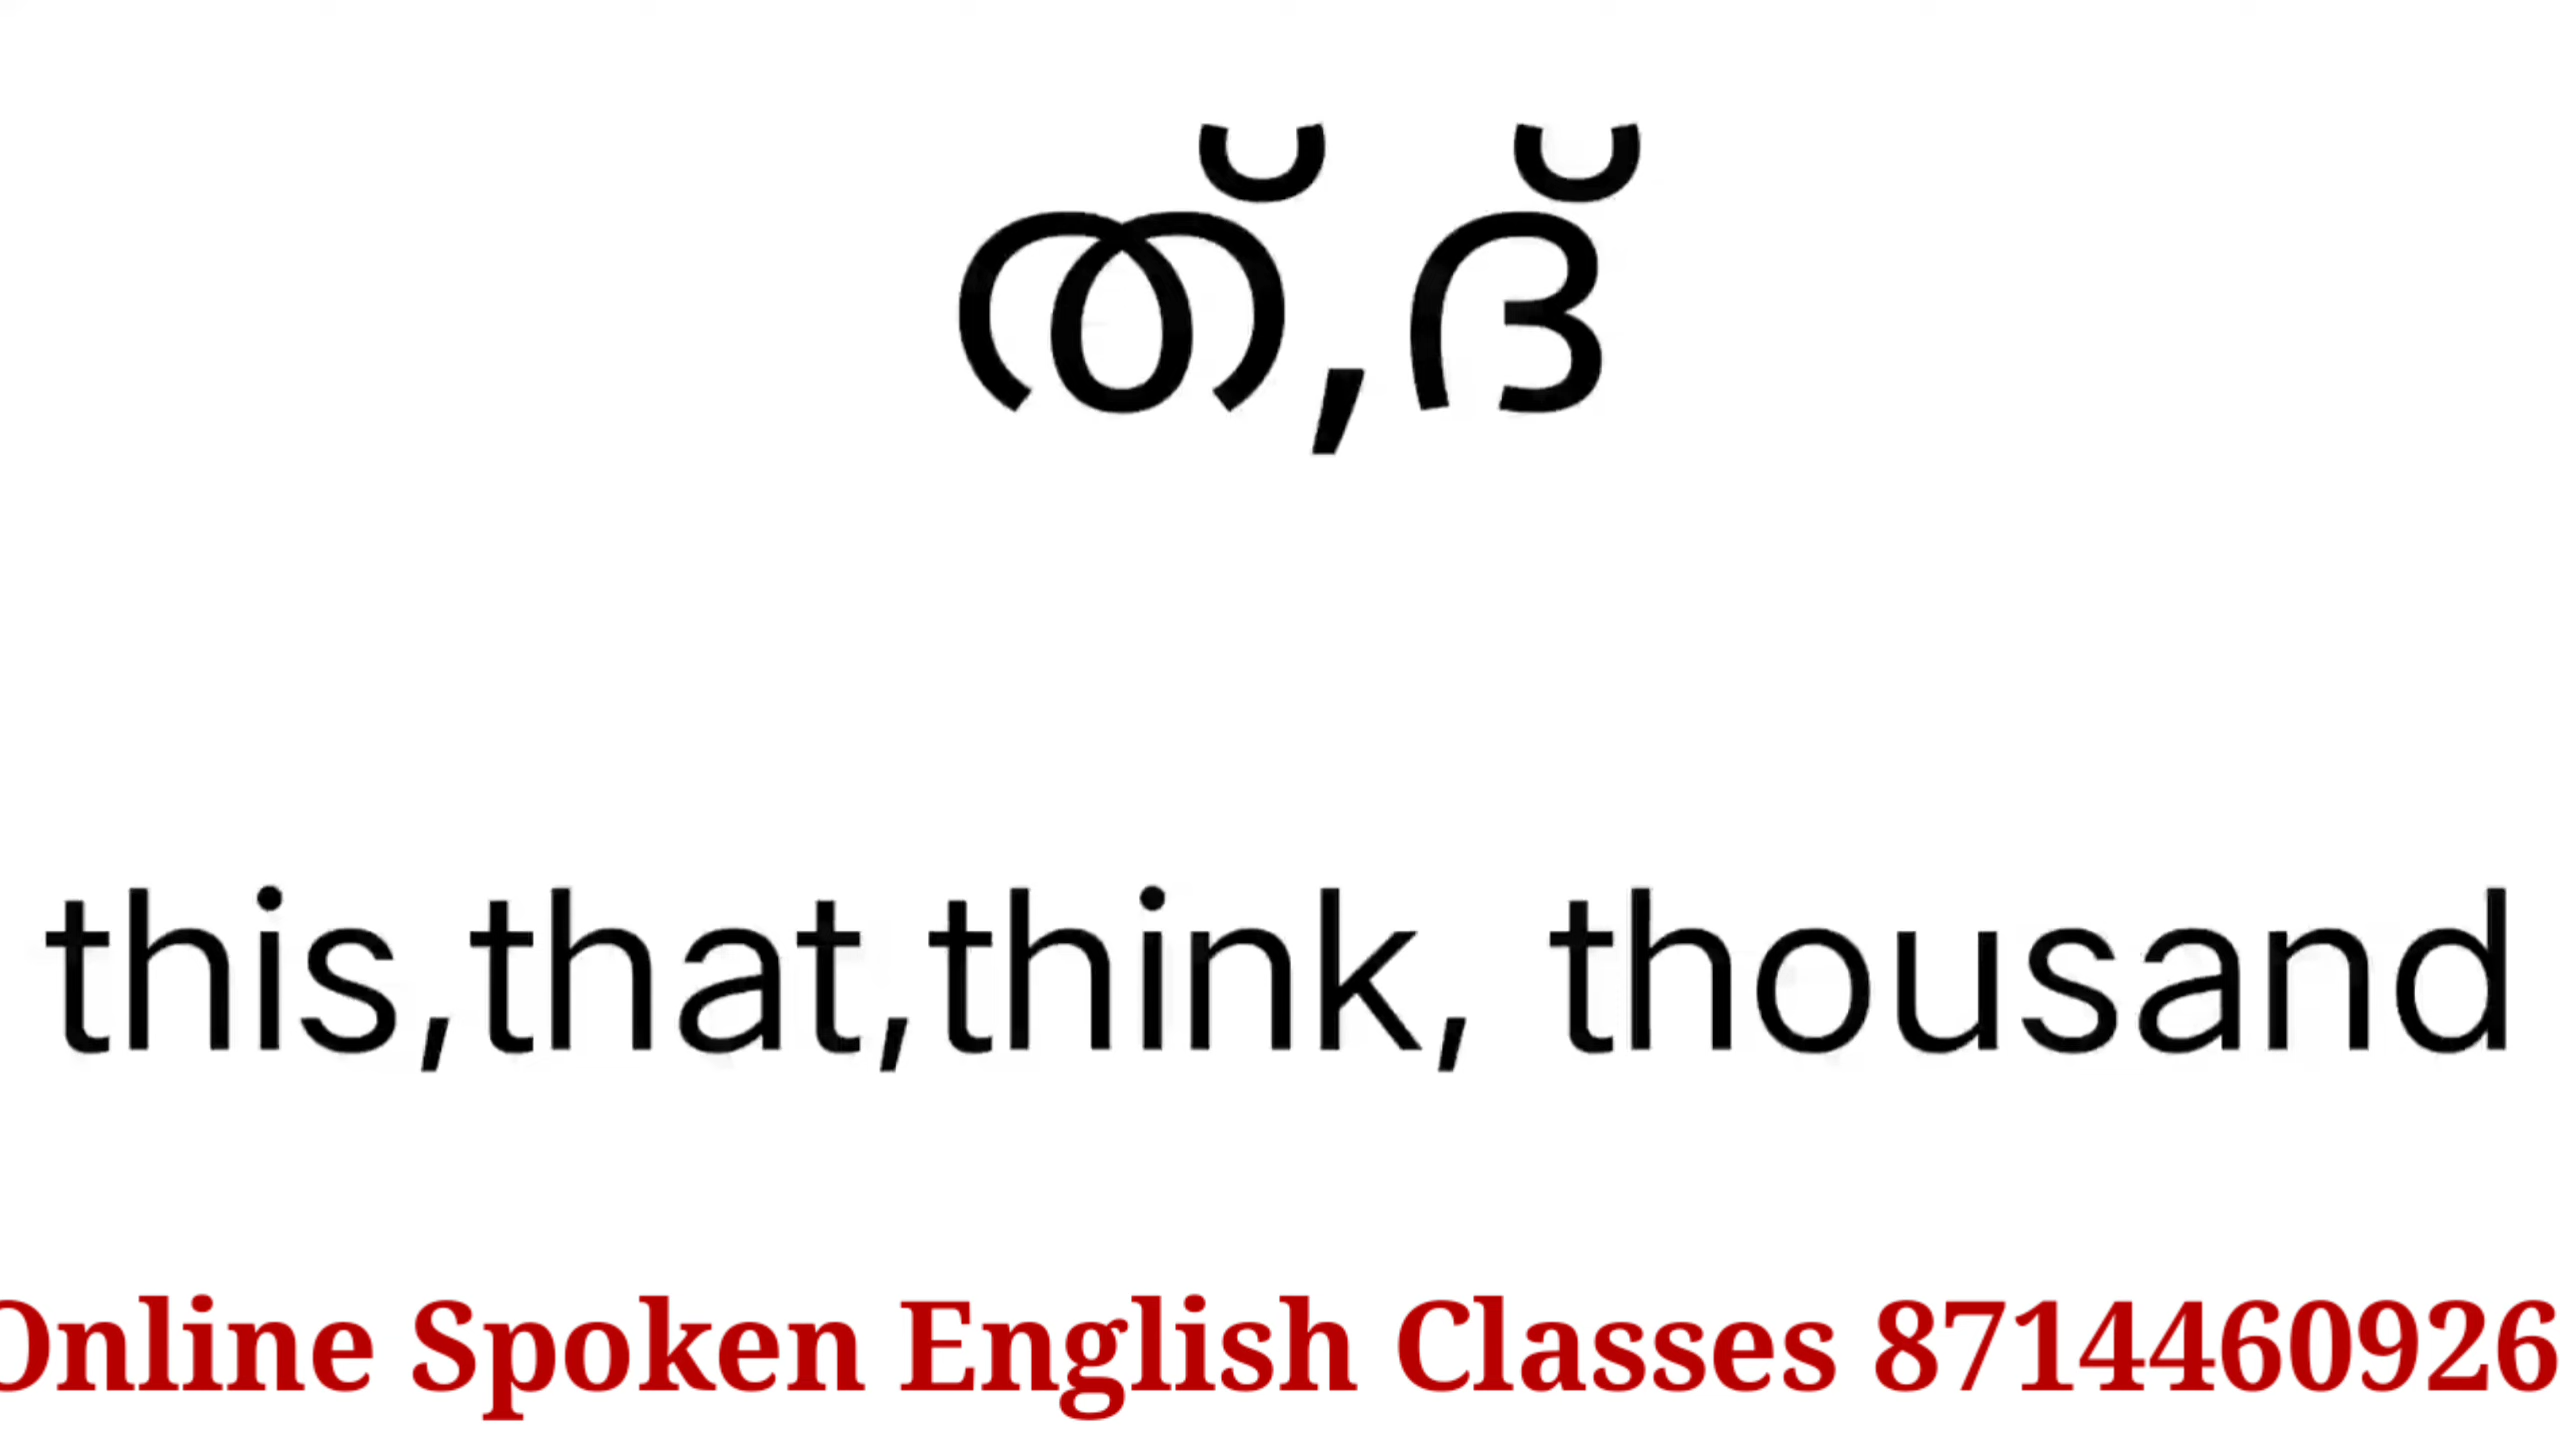 ത്,ദ്
this,that,think, thousand
Online Spoken English Classes 8714460926